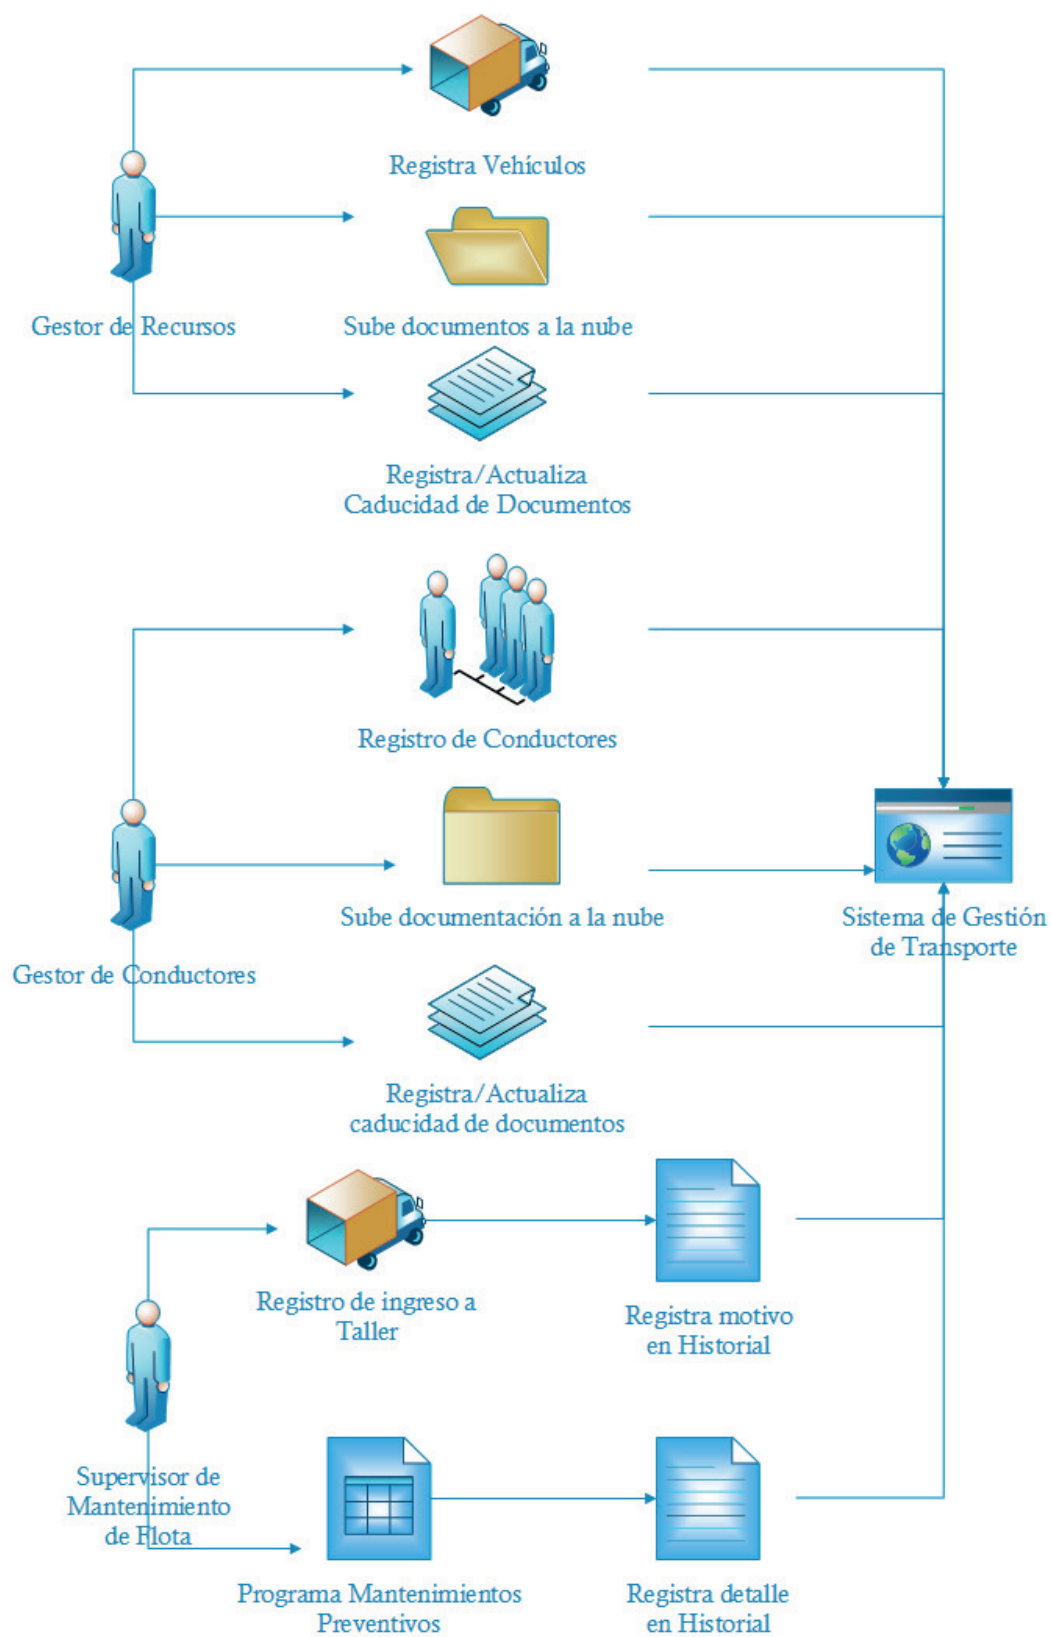 Registra Vehículos
Gestor de Recursos
Sube documentos a la nube
Registra/Actualiza
Caducidad de Documentos
Registro de Conductores
Sube documentación a la nube
Sistema de Gestión
de Transporte
Gestor de Conductores
Registra/Actualiza
caducidad de documentos
Registro de ingreso a
Taller
Registra motivo
en Historial
Supervisor de
Mantenimiento
de Flota
Programa Mantenimientos
Preventivos
Registra detalle
en Historial